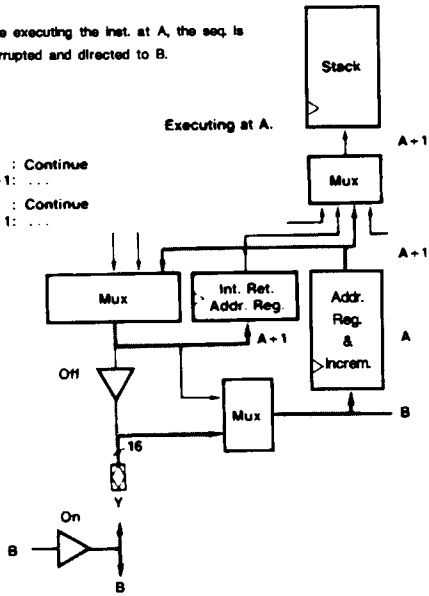 e executing the inst. at A, the seq. is
rrupted and directed to B.
Stack
Executing at A.
A + 1
: Continue
+1: ...
: Continue
1: ...
Mux
A + 1
Mux
Int. Ret.
Addr. Reg.
Addr.
Reg.
&
Increm.
A
A + 1
Off
Mux
B
16
Y
On
B
B